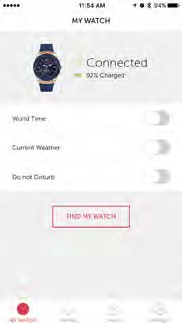 11:54 AM
94%
MY WATCH
Connected
92% Charged
World Time
Current Weather
Do not Disturb
FIND MY WATCH
MY WATCH